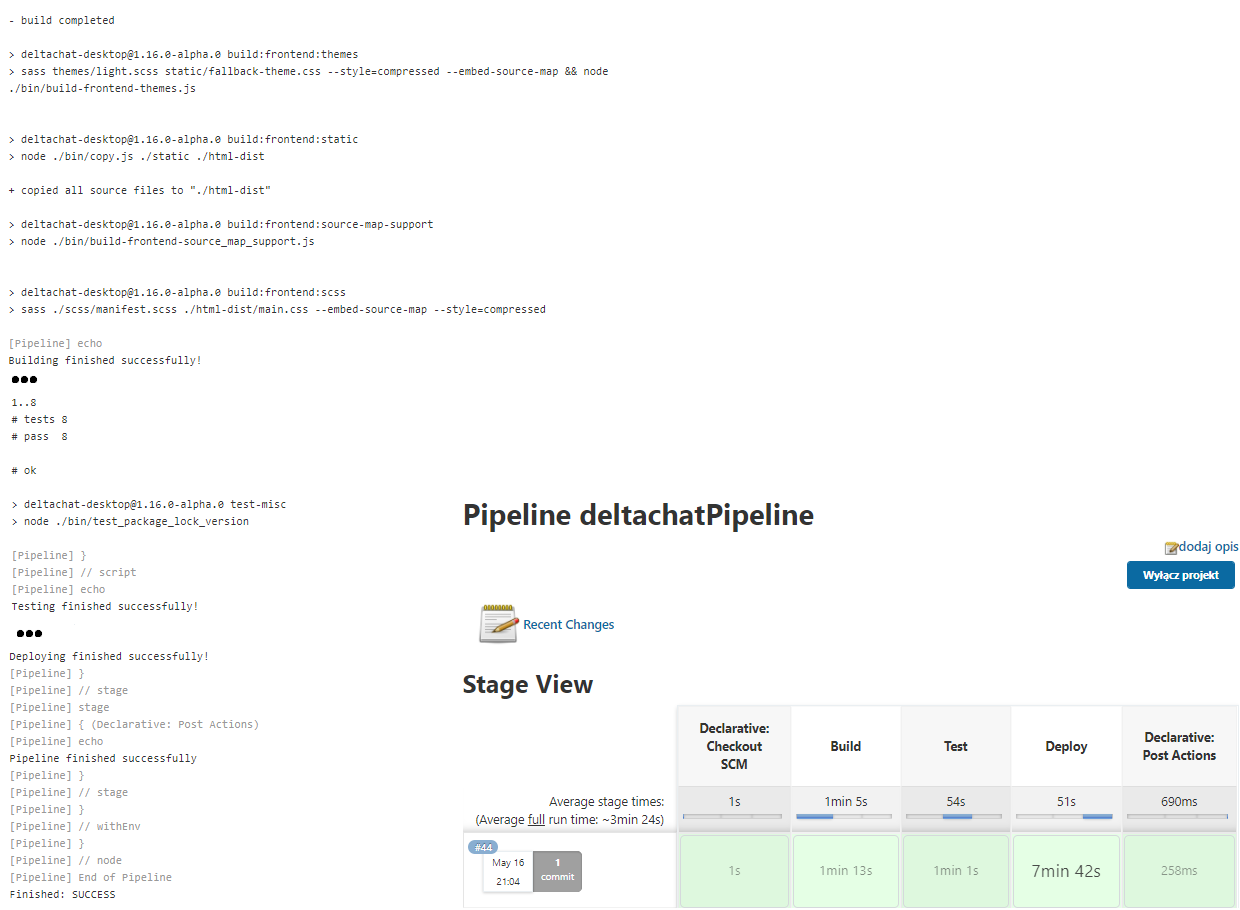 - build completed
> deltachat-desktop@1.16.0-alpha.0 build:frontend:themes
> sass themes/light.scss static/fallback-theme.css --style=compressed --embed-source-map && node
./bin/build-frontend-themes.js
> deltachat-desktop@1.16.0-alpha.0 build:frontend:static
> node ./bin/copy.js ./static ./html-dist
+ copied all source files to "./html-dist"
> deltachat-desktop@1.16.0-alpha.0 build:frontend:source-map-support
> node ./bin/build-frontend-source_map_support.js
> deltachat-desktop@1.16.0-alpha.0 build:frontend:scss
> sass ./scss/manifest.scss ./html-dist/main.css --embed-source-map --style=compressed
[Pipeline] echo
Building finished successfully!
●●●
1..8
# tests 8
# pass  8
# ok
> deltachat-desktop@1.16.0-alpha.0 test-misc
> node ./bin/test_package_lock_version
[Pipeline] }
[Pipeline] // script
[Pipeline] echo
Testing finished successfully!
●●●
Deploying finished successfully!
[Pipeline] }
[Pipeline] // stage
[Pipeline] stage
[Pipeline] { (Declarative: Post Actions)
[Pipeline] echo
Pipeline finished successfully
[Pipeline] }
[Pipeline] // stage
[Pipeline] }
[Pipeline] // withEnv
[Pipeline] }
[Pipeline] // node
[Pipeline] End of Pipeline
Finished: SUCCESS
Pipeline deltachatPipeline
dodaj opis
Wyłącz projekt
Recent Changes
Stage View
Declarative:
Checkout
SCM
Build
Test
Deploy
Declarative:
Post Actions
Average stage times:
(Average full run time: ~3min 24s)
1s
1min 5s
54s
51s
690ms
#44
May 16
21:04
1
commit
1s
1min 13s
1min 1s
7min 42s
258ms